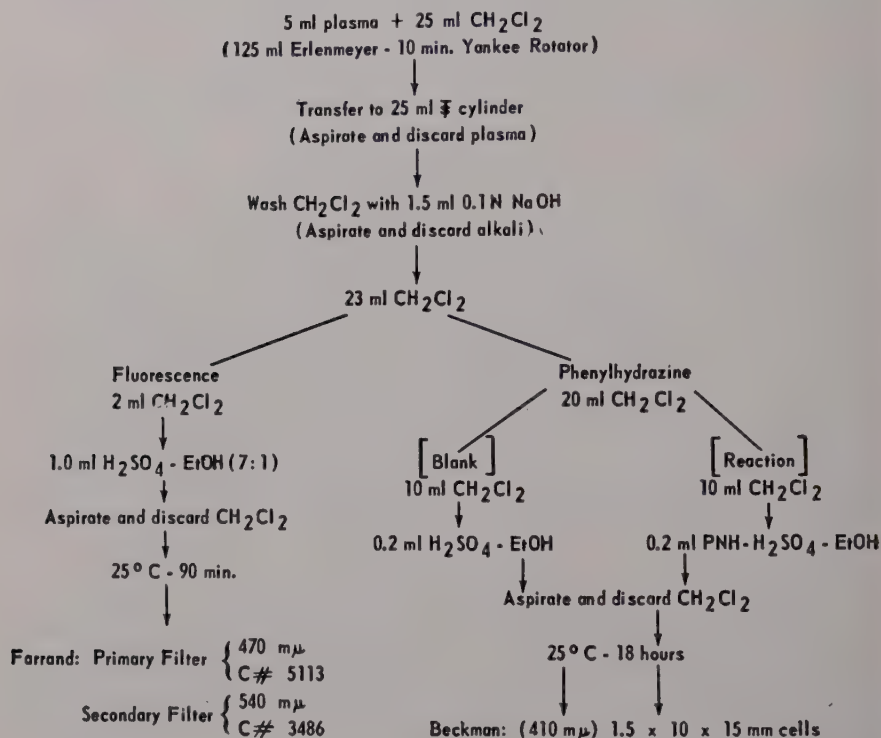 5 ml plasma + 25 ml CH2Cl2
(125 ml Erlenmeyer - 10 min. Yankee Rotator)
Transfer to 25 ml ⚗ cylinder
(Aspirate and discard plasma)
Wash CH2Cl2 with 1.5 ml 0.1N NaOH
(Aspirate and discard alkali)
23 ml CH2Cl2
Fluorescence
2 ml CH2Cl2
1.0 ml H2SO4 - EtOH (7:1)
Aspirate and discard CH2Cl2
25° C - 90 min.
Farrand: Primary Filter { 470 mµ
C# 5113
Secondary Filter { 540 mµ
C# 3486
Phenylhydrazine
20 ml CH2Cl2
[Blank]
10 ml CH2Cl2
0.2 ml H2SO4 - EtOH
[Reaction]
10 ml CH2Cl2
0.2 ml PNH-H2SO4 - EtOH
Aspirate and discard CH2Cl2
25° C - 18 hours
Beckman: (410 mµ) 1.5 x 10 x 15 mm cells